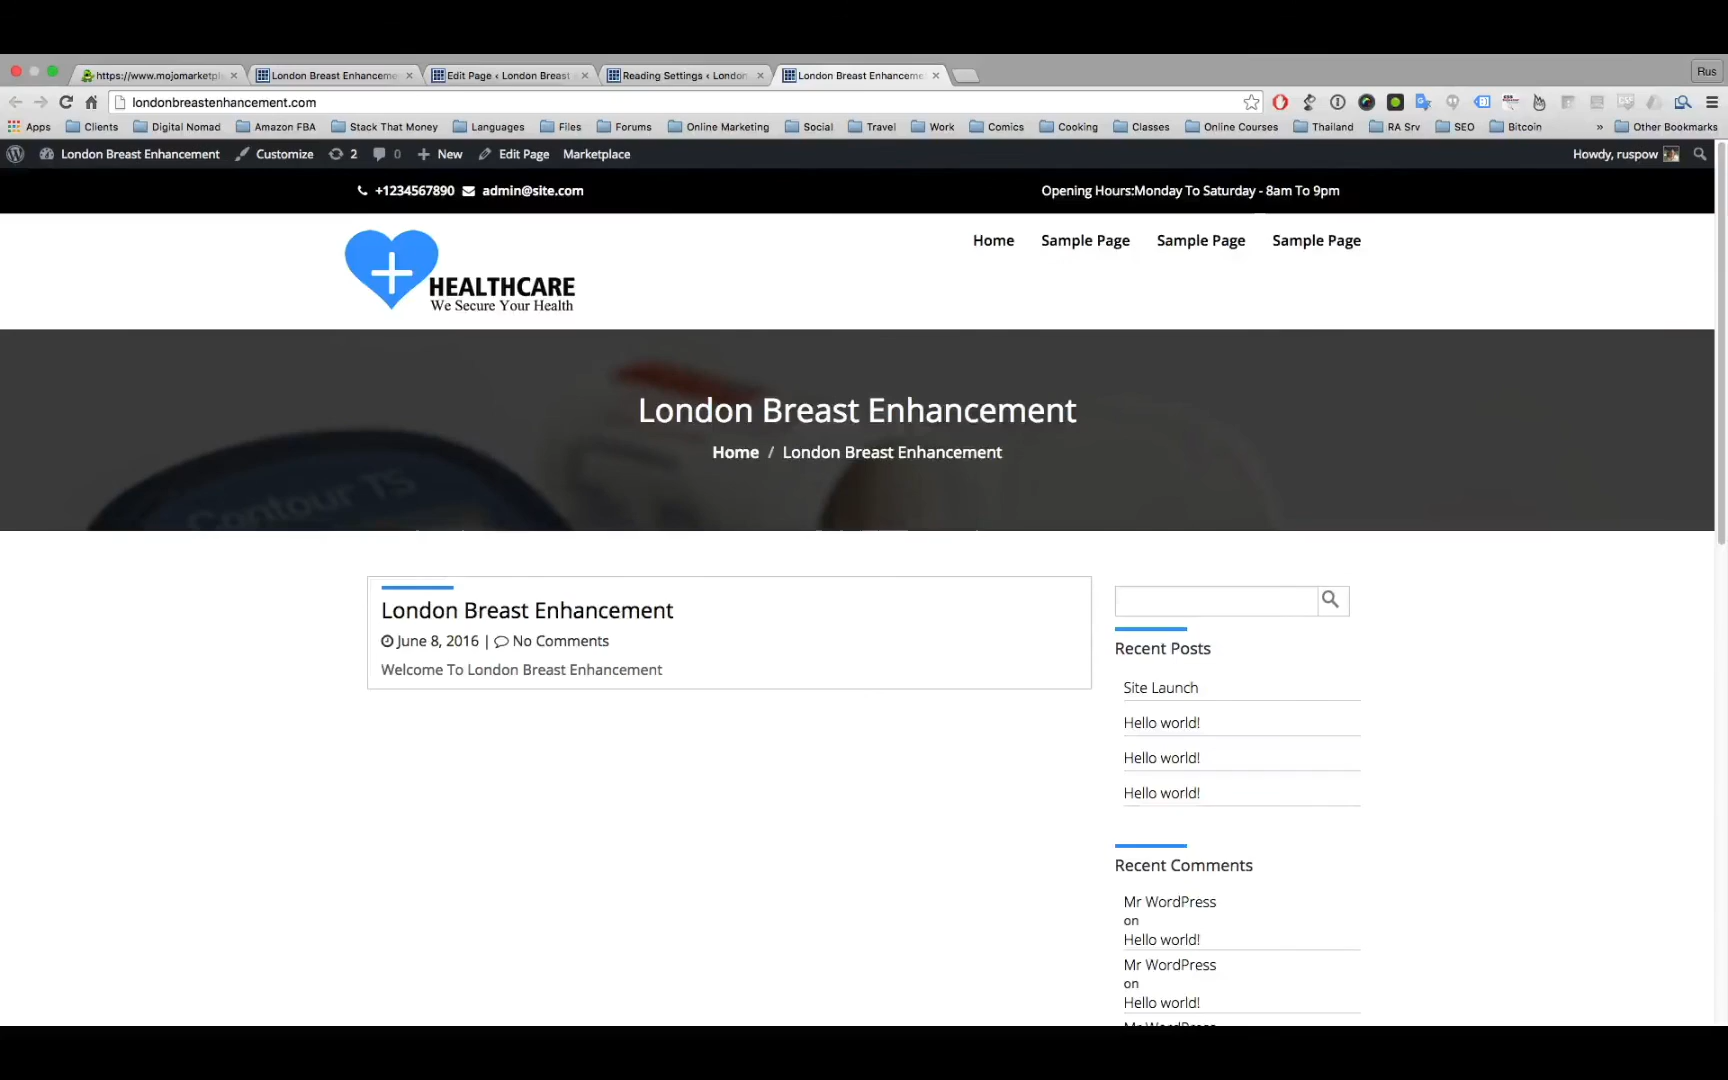 https://www.mojomarketpl
London Breast Enhanceme
Edit Page ‹ London Breast
Reading Settings ‹ London
London Breast Enhanceme
Rus
londonbreastenhancement.com
Apps
Clients
Digital Nomad
Amazon FBA
Stack That Money
Languages
Files
Forums
Online Marketing
Social
Travel
Work
Comics
Cooking
Classes
Online Courses
Thailand
RA Srv
SEO
Bitcoin
»
Other Bookmarks
London Breast Enhancement
Customize
2
0
New
Edit Page
Marketplace
Howdy, ruspow
+1234567890
admin@site.com
Opening Hours:Monday To Saturday - 8am To 9pm
HEALTHCARE
We Secure Your Health
Home
Sample Page
Sample Page
Sample Page
London Breast Enhancement
Home / London Breast Enhancement
Contour TS
London Breast Enhancement
June 8, 2016 | No Comments
Welcome To London Breast Enhancement
Recent Posts
Site Launch
Hello world!
Hello world!
Hello world!
Recent Comments
Mr WordPress
on
Hello world!
Mr WordPress
on
Hello world!
Mr WordPress